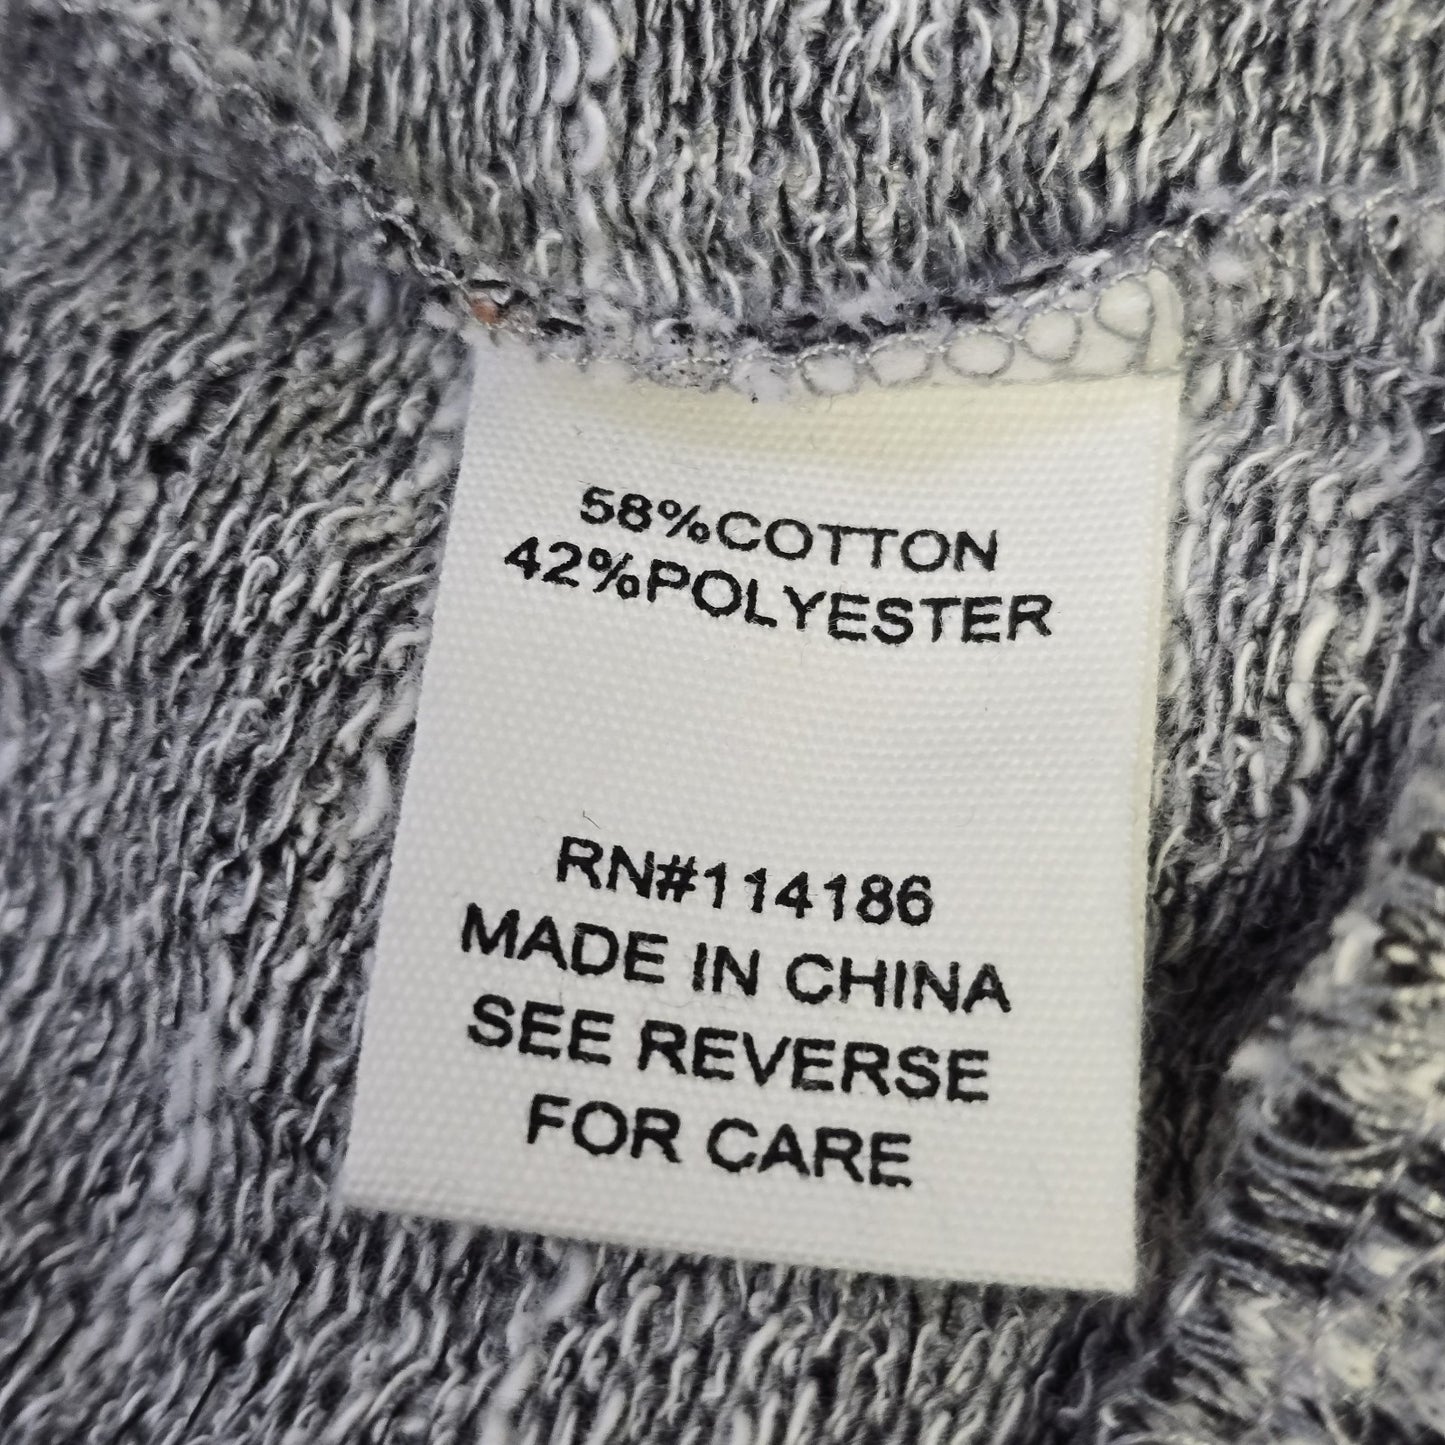 58%COTTON
42%POLYESTER
RN#114186
MADE IN CHINA
SEE REVERSE
FOR CARE